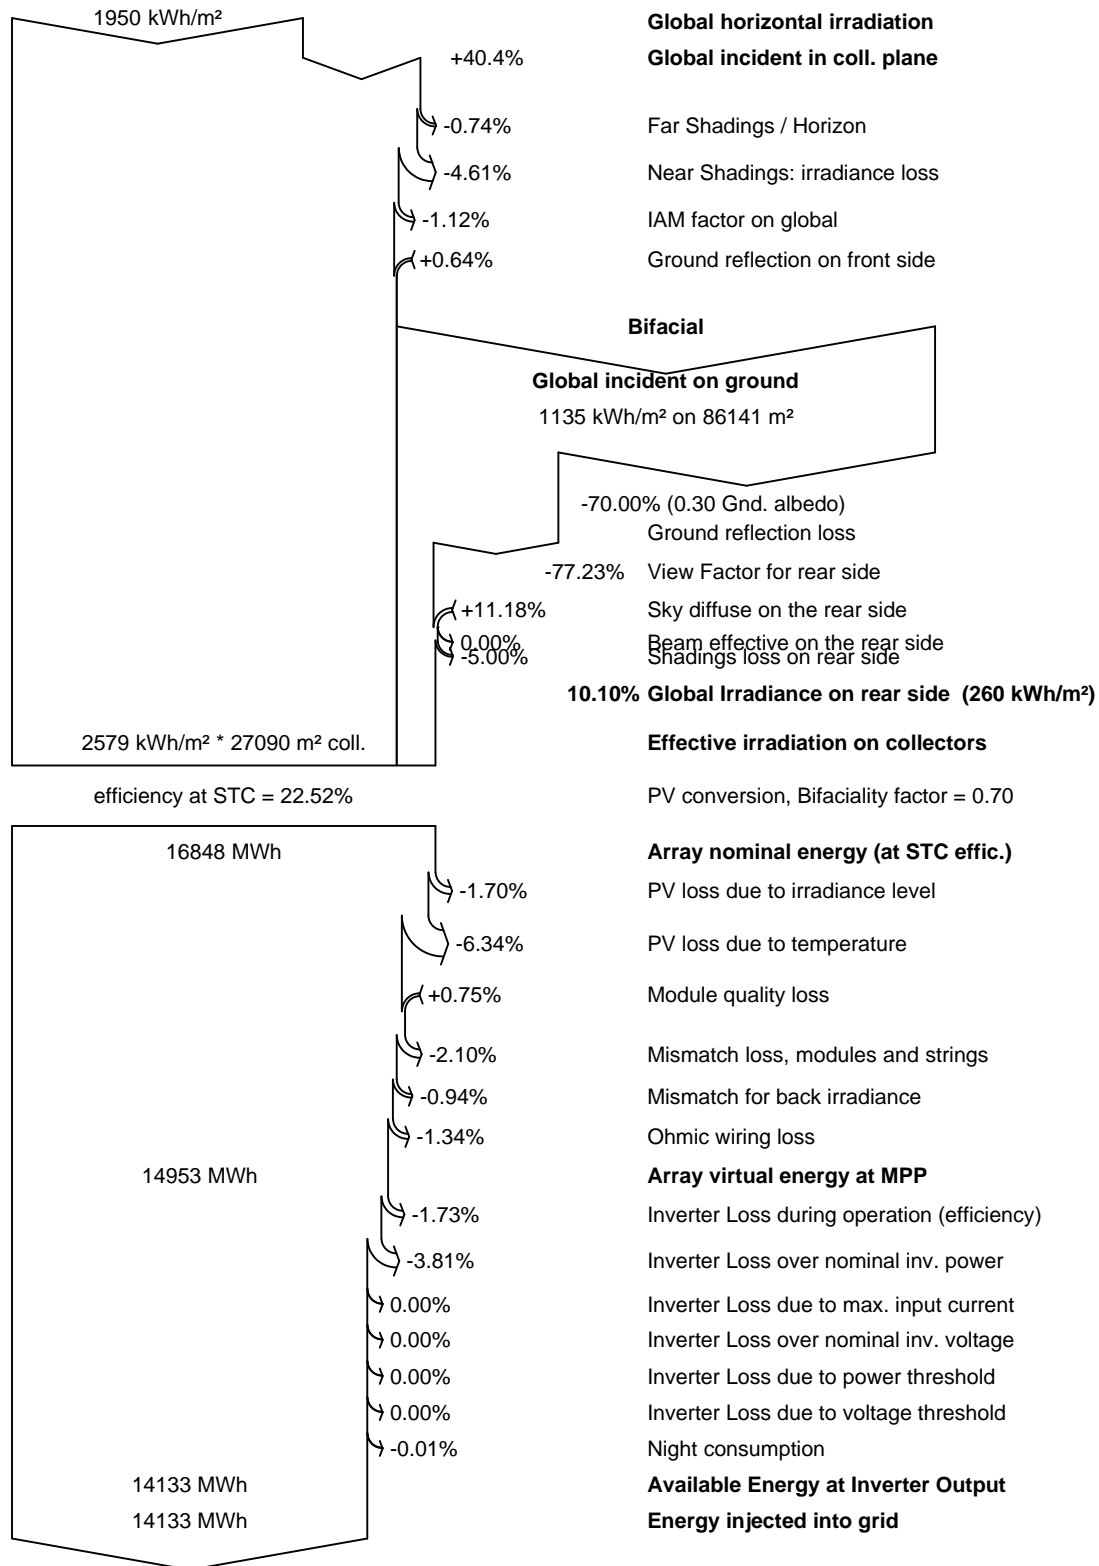 1950 kWh/m² Global horizontal irradiation
+40.4% Global incident in coll. plane
-0.74% Far Shadings / Horizon
-4.61% Near Shadings: irradiance loss
-1.12% IAM factor on global
+0.64% Ground reflection on front side
Bifacial
Global incident on ground
1135 kWh/m² on 86141 m²
-70.00% (0.30 Gnd. albedo)
Ground reflection loss
-77.23% View Factor for rear side
+11.18% Sky diffuse on the rear side
0.00% Beam effective on the rear side
-5.00% Shadings loss on rear side
10.10% Global Irradiance on rear side (260 kWh/m²)
2579 kWh/m² * 27090 m² coll. Effective irradiation on collectors
efficiency at STC = 22.52% PV conversion, Bifaciality factor = 0.70
16848 MWh Array nominal energy (at STC effic.)
-1.70% PV loss due to irradiance level
-6.34% PV loss due to temperature
+0.75% Module quality loss
-2.10% Mismatch loss, modules and strings
-0.94% Mismatch for back irradiance
-1.34% Ohmic wiring loss
14953 MWh Array virtual energy at MPP
-1.73% Inverter Loss during operation (efficiency)
-3.81% Inverter Loss over nominal inv. power
0.00% Inverter Loss due to max. input current
0.00% Inverter Loss over nominal inv. voltage
0.00% Inverter Loss due to power threshold
0.00% Inverter Loss due to voltage threshold
-0.01% Night consumption
14133 MWh Available Energy at Inverter Output
14133 MWh Energy injected into grid